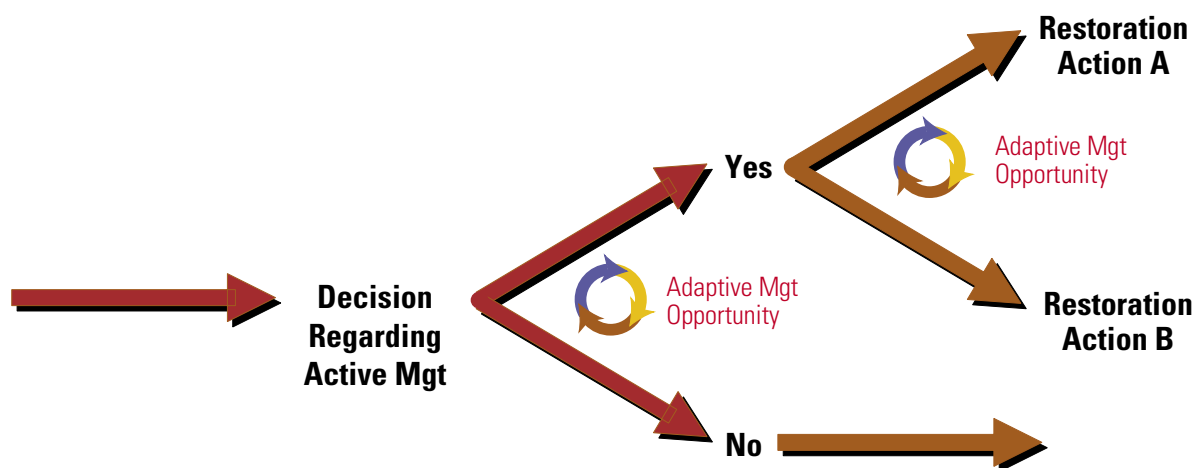 Restoration
Action A
Adaptive Mgt
Opportunity
Yes
Adaptive Mgt
Opportunity
Decision
Regarding
Active Mgt
Restoration
Action B
No